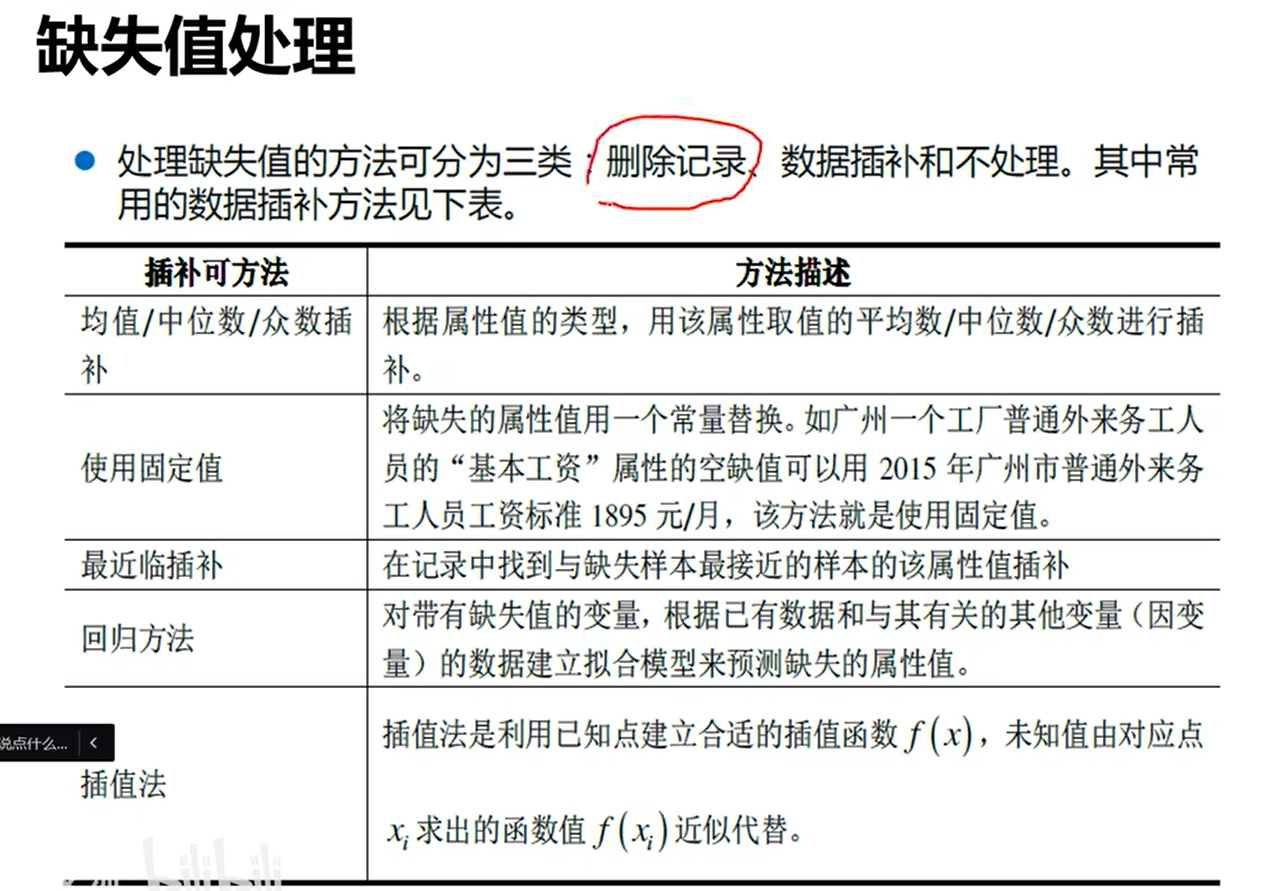 缺失值处理
处理缺失值的方法可分为三类：删除记录、数据插补和不处理。其中常
用的数据插补方法见下表。
插补可方法 方法描述
均值/中位数/众数插
补
根据属性值的类型，用该属性取值的平均数/中位数/众数进行插
补。
使用固定值
将缺失的属性值用一个常量替换。如广州一个工厂普通外来务工人
员的“基本工资”属性的空缺值可以用 2015 年广州市普通外来务
工人员工资标准 1895 元/月，该方法就是使用固定值。
最近临插补
在记录中找到与缺失样本最接近的样本的该属性值插补
回归方法
对带有缺失值的变量，根据已有数据和与其有关的其他变量（因变
量）的数据建立拟合模型来预测缺失的属性值。
说点什么...
插值法
插值法是利用已知点建立合适的插值函数 f(x)，未知值由对应点
xi 求出的函数值 f(xi) 近似代替。
bilibili